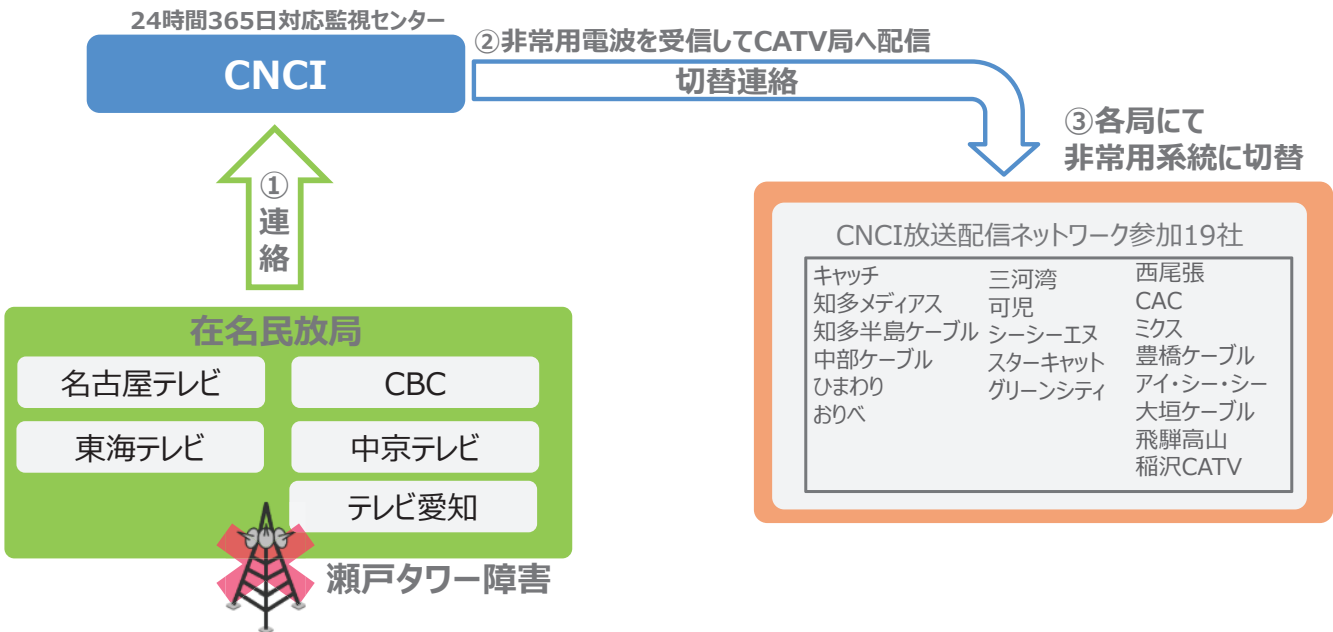 24時間365日対応監視センター
CNCI
②非常用電波を受信してCATV局へ配信
切替連絡
③各局にて
非常用系統に切替
①
連
絡
CNCI放送配信ネットワーク参加19社
キャッチ
知多メディアス
知多半島ケーブル
中部ケーブル
ひまわり
おりべ
三河湾
可児
シーシーエヌ
スターキャット
グリーンシティ
西尾張
CAC
ミクス
豊橋ケーブル
アイ・シー・シー
大垣ケーブル
飛騨高山
稲沢CATV
在名民放局
名古屋テレビ
CBC
東海テレビ
中京テレビ
テレビ愛知
瀬戸タワー障害